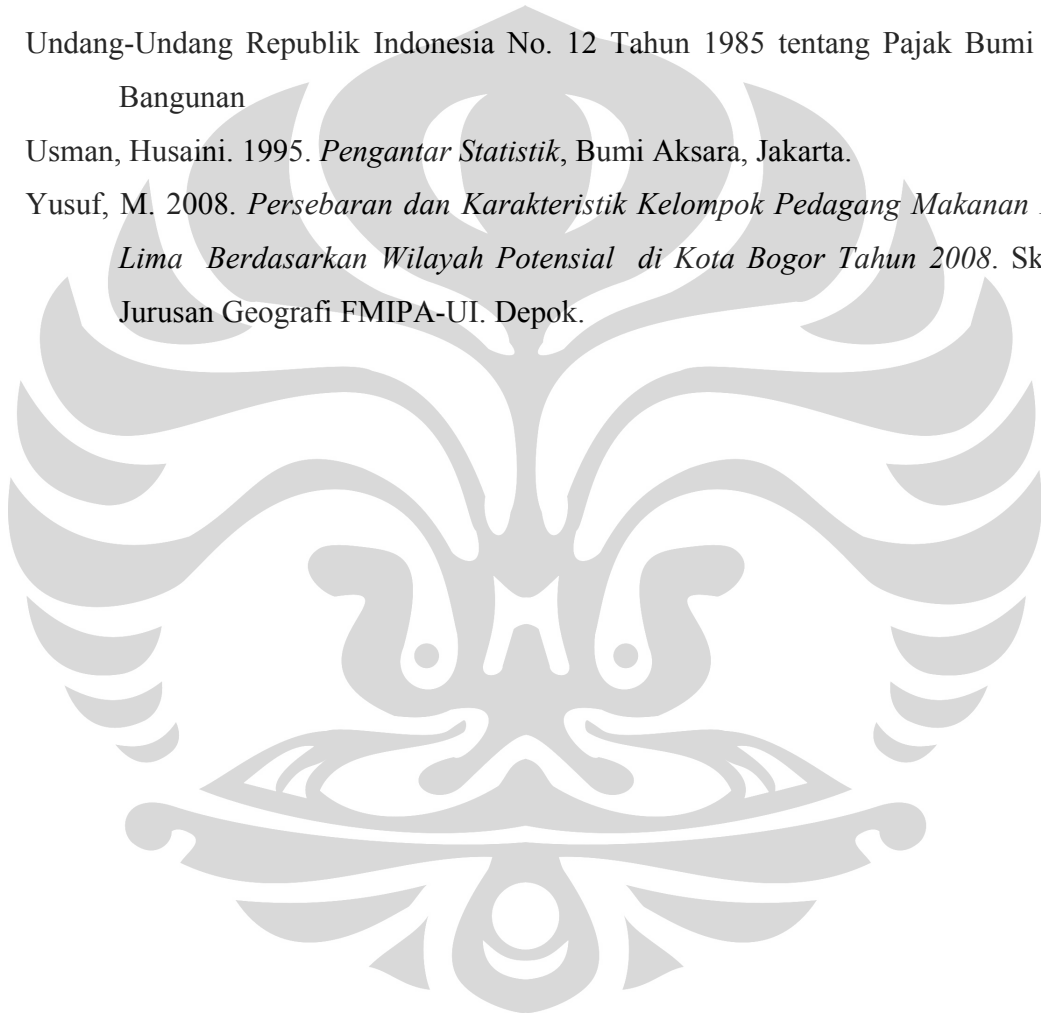 Undang-Undang Republik Indonesia No. 12 Tahun 1985 tentang Pajak Bumi
Bangunan
Usman, Husaini. 1995. Pengantar Statistik, Bumi Aksara, Jakarta.
Yusuf, M. 2008. Persebaran dan Karakteristik Kelompok Pedagang Makanan
Lima Berdasarkan Wilayah Potensial di Kota Bogor Tahun 2008. Sk
Jurusan Geografi FMIPA-UI. Depok.